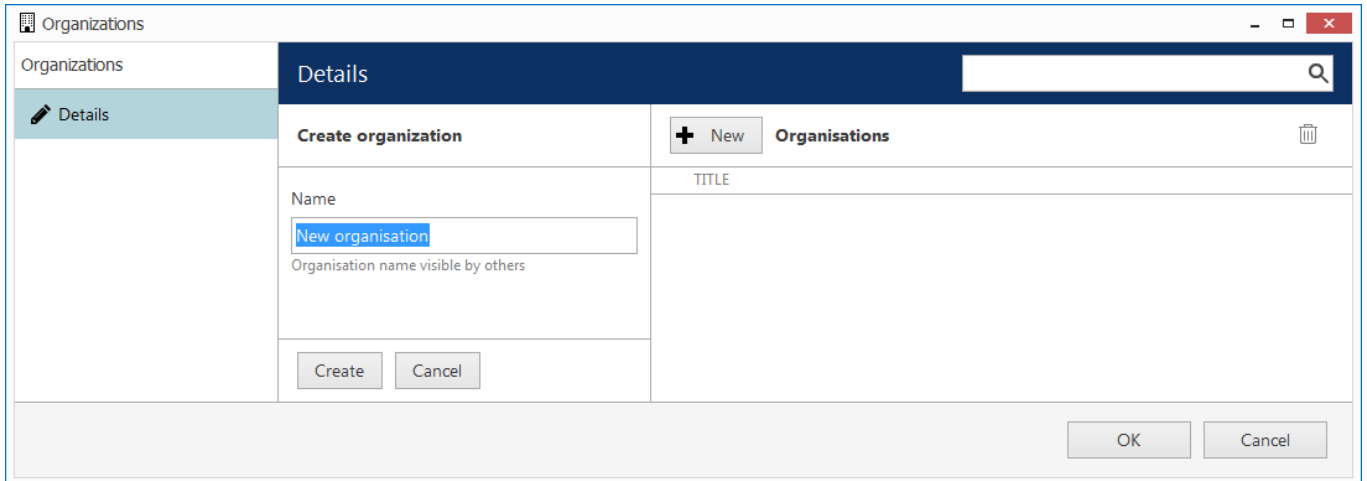 Organizations
Organizations
Details
Details
Create organization
New
Organisations
TITLE
Name
New organisation
Organisation name visible by others
Create
Cancel
OK
Cancel